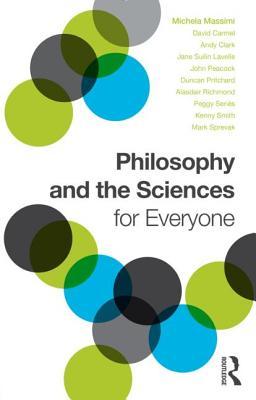 Michela Massimi
David Carmel
Andy Clark
Jane Suilin Lavelle
John Peacock
Duncan Pritchard
Alasdair Richmond
Peggy Seriès
Kenny Smith
Mark Sprevak
Philosophy
and the Sciences
for Everyone
ROUTLEDGE